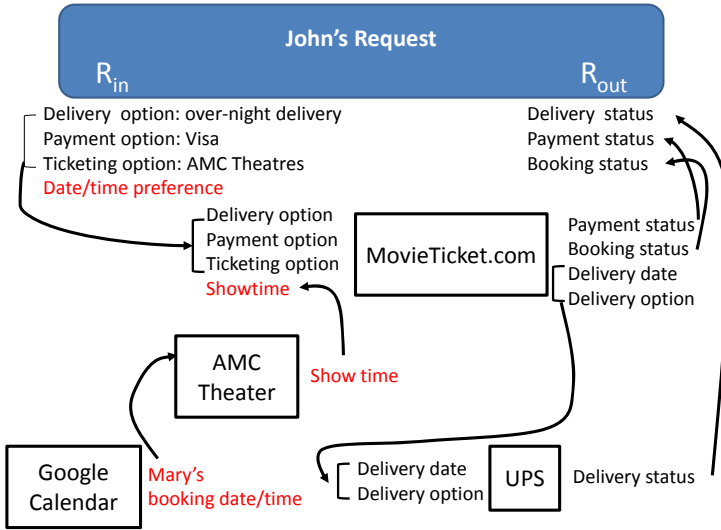 John's Request
R_in
R_out
Delivery option: over-night delivery
Payment option: Visa
Ticketing option: AMC Theatres
Date/time preference
Delivery status
Payment status
Booking status
Delivery option
Payment option
Ticketing option
Showtime
MovieTicket.com
Payment status
Booking status
Delivery date
Delivery option
AMC
Theater
Show time
Google
Calendar
Mary's
booking date/time
Delivery date
Delivery option
UPS
Delivery status